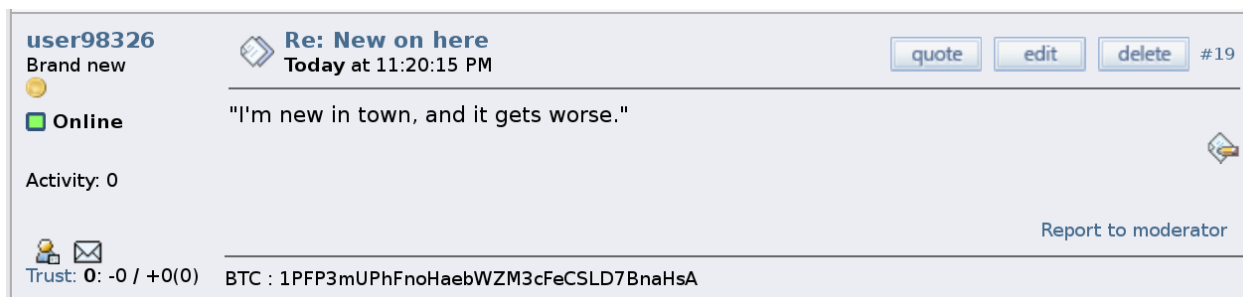 user98326
Brand new
Online
Activity: 0
Trust: 0: -0 / +0(0)
Re: New on here
Today at 11:20:15 PM
quote edit delete #19
"I'm new in town, and it gets worse."
Report to moderator
BTC : 1PFP3mUPhFnoHaebWZM3cFeCSLD7BnaHsA